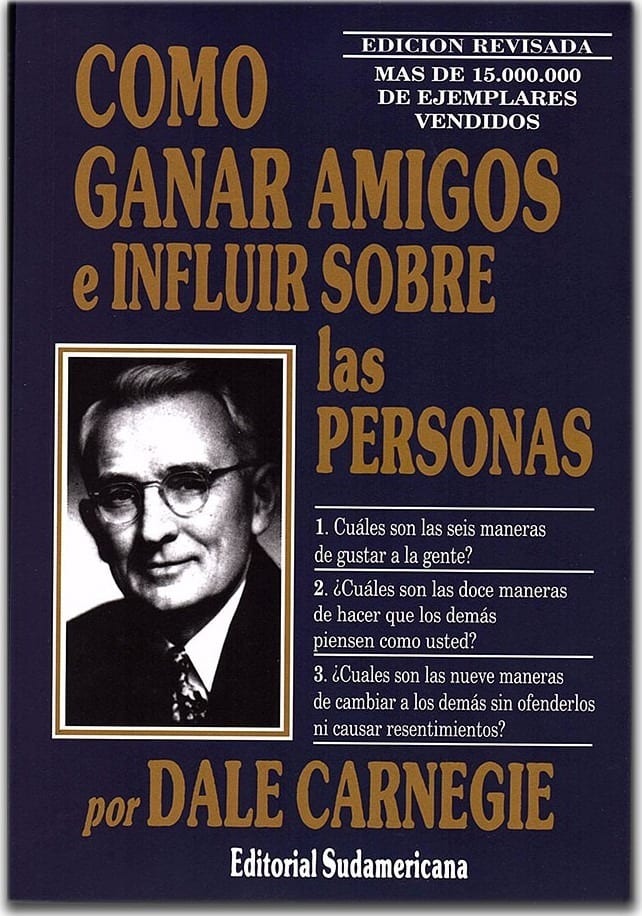 COMO
GANAR AMIGOS
e INFLUIR SOBRE
las
PERSONAS
EDICION REVISADA
MAS DE 15.000.000
DE EJEMPLARES
VENDIDOS
1. Cuáles son las seis maneras
de gustar a la gente?
2. ¿Cuáles son las doce maneras
de hacer que los demás
piensen como usted?
3. ¿Cuales son las nueve maneras
de cambiar a los demás sin ofenderlos
ni causar resentimientos?
por DALE CARNEGIE
Editorial Sudamericana